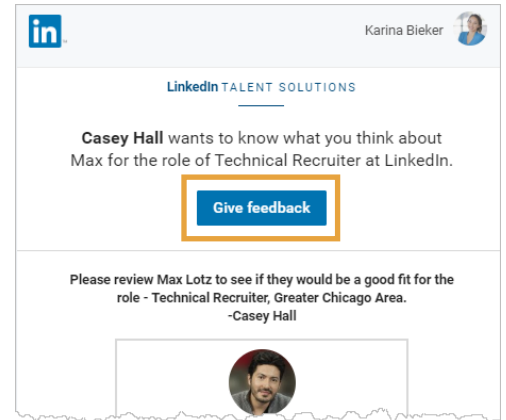 in
Karina Bieker
LinkedIn TALENT SOLUTIONS
Casey Hall wants to know what you think about
Max for the role of Technical Recruiter at LinkedIn.
Give feedback
Please review Max Lotz to see if they would be a good fit for the
role - Technical Recruiter, Greater Chicago Area.
-Casey Hall